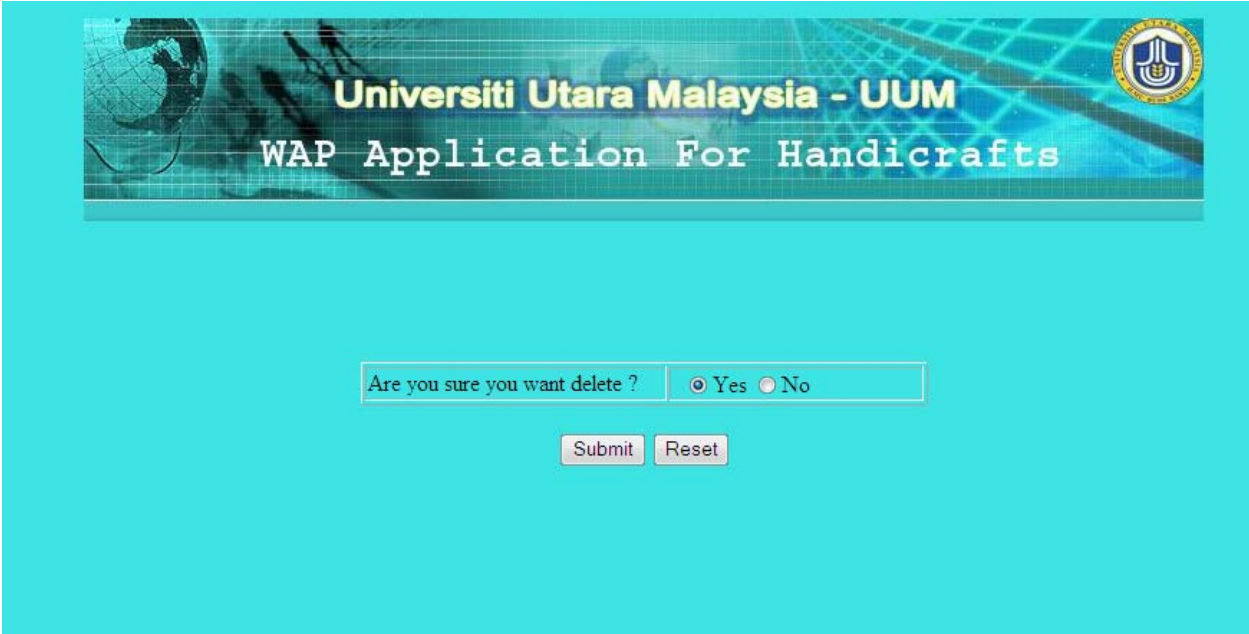 Universiti Utara Malaysia - UUM
WAP Application For Handicrafts
Are you sure you want delete ? Yes No
Submit Reset